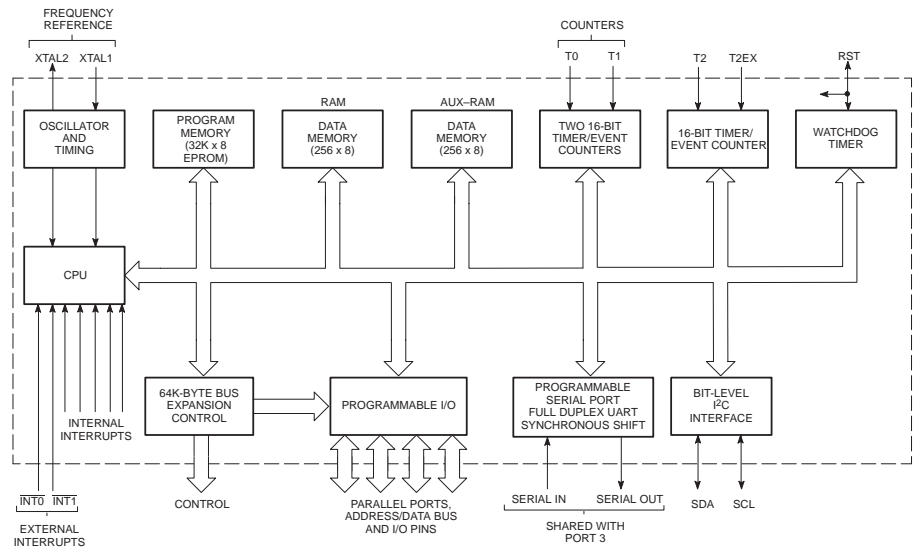 FREQUENCY
REFERENCE
XTAL2 XTAL1
COUNTERS
T0 T1
T2 T2EX
RST
OSCILLATOR
AND
TIMING
PROGRAM
MEMORY
(32K x 8
EPROM)
RAM
DATA
MEMORY
(256 x 8)
AUX–RAM
DATA
MEMORY
(256 x 8)
TWO 16-BIT
TIMER/EVENT
COUNTERS
16-BIT TIMER/
EVENT COUNTER
WATCHDOG
TIMER
CPU
64K-BYTE BUS
EXPANSION
CONTROL
PROGRAMMABLE I/O
PROGRAMMABLE
SERIAL PORT
FULL DUPLEX UART
SYNCHRONOUS SHIFT
BIT-LEVEL
I²C
INTERFACE
INTERNAL
INTERRUPTS
INT0 INT1
EXTERNAL
INTERRUPTS
CONTROL
PARALLEL PORTS,
ADDRESS/DATA BUS
AND I/O PINS
SERIAL IN SERIAL OUT
SHARED WITH
PORT 3
SDA SCL